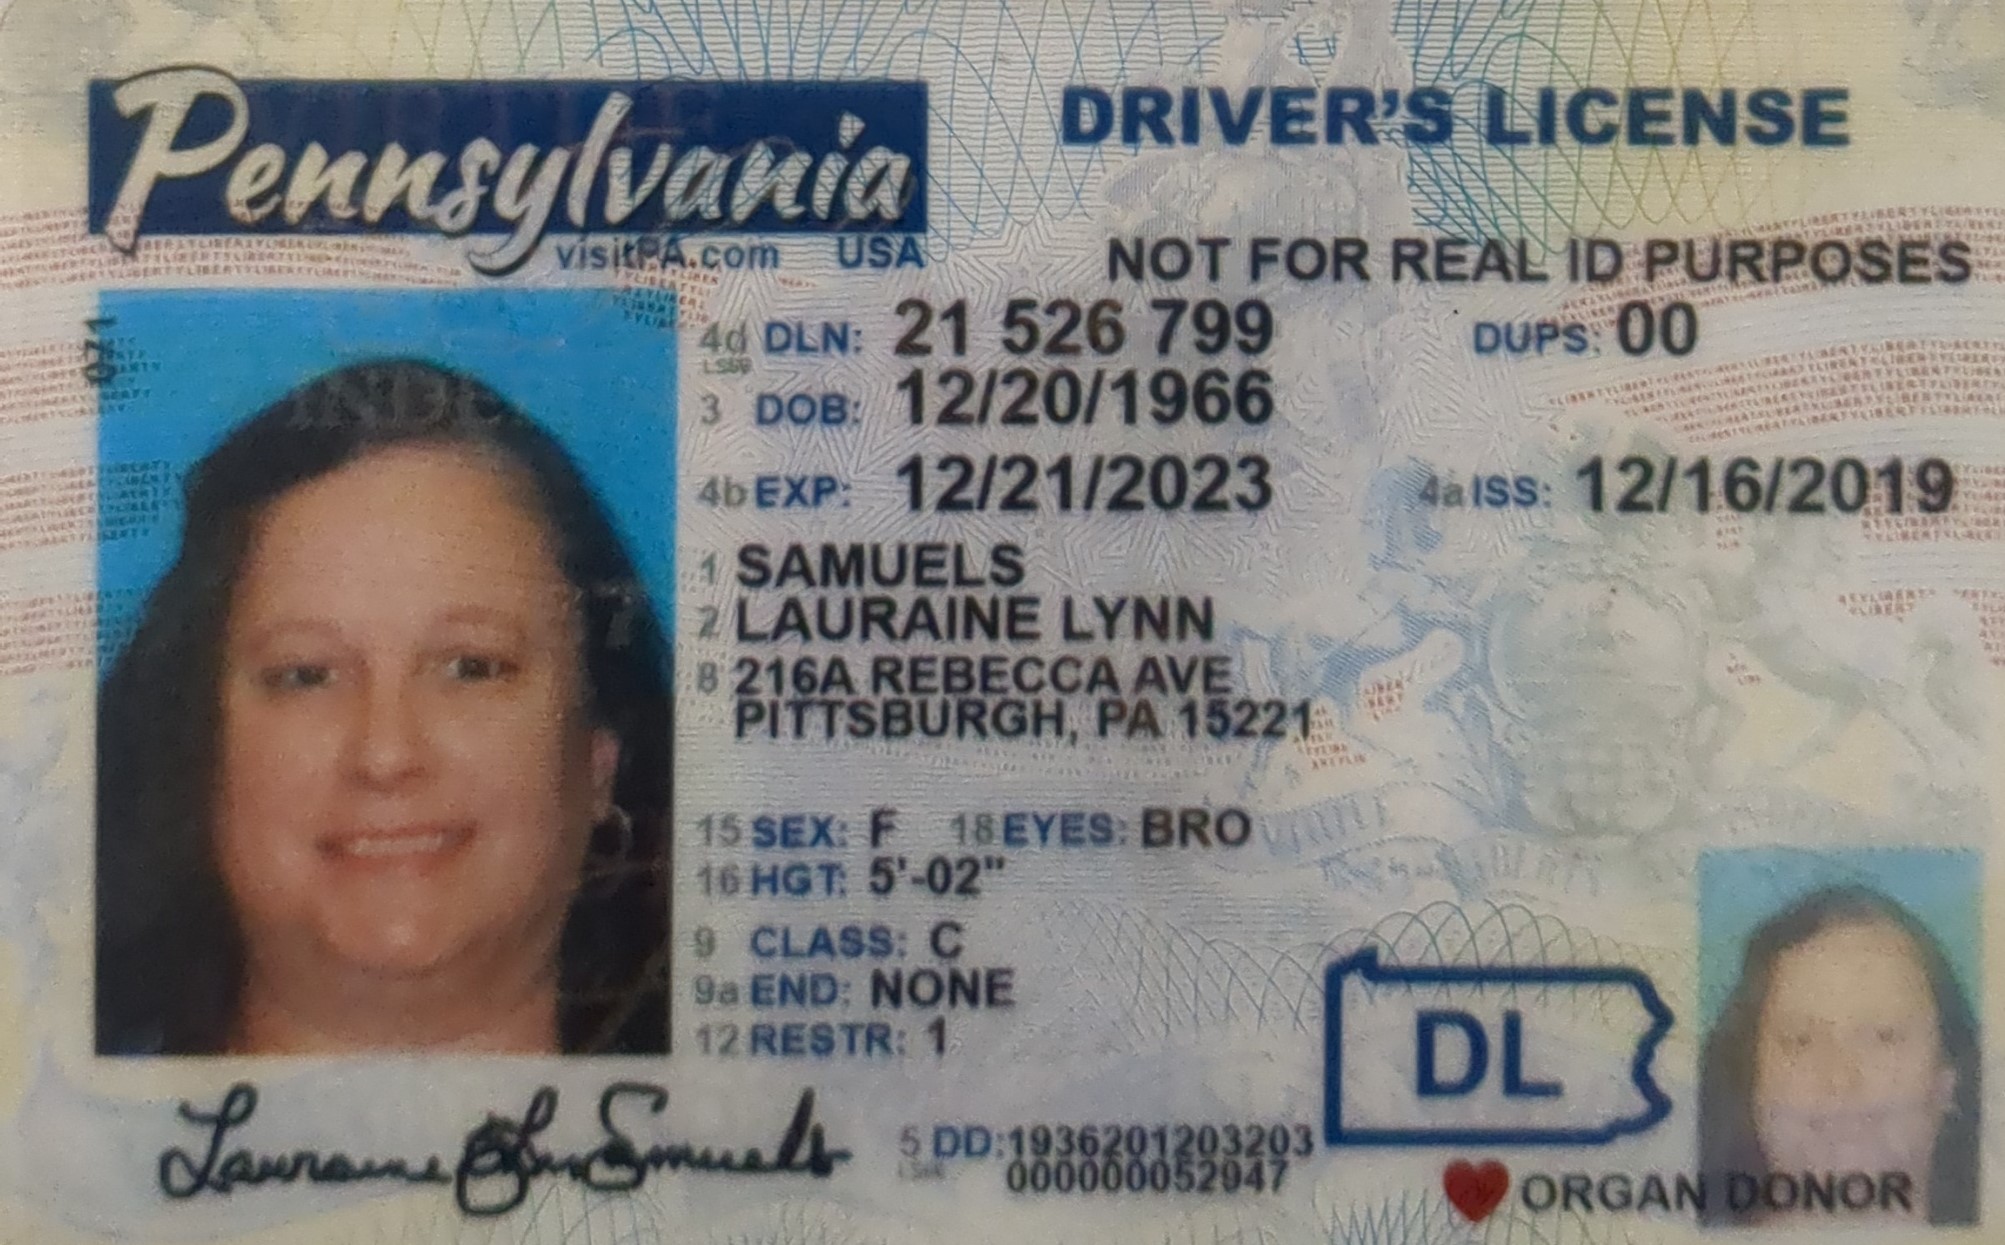 Pennsylvania
visitPA.com USA
DRIVER'S LICENSE
NOT FOR REAL ID PURPOSES
4d DLN: 21 526 799 DUPS: 00
3 DOB: 12/20/1966
4b EXP: 12/21/2023 4a ISS: 12/16/2019
1 SAMUELS
2 LAURAINE LYNN
8 216A REBECCA AVE
PITTSBURGH, PA 15221
15 SEX: F 18 EYES: BRO
16 HGT: 5'-02"
9 CLASS: C
9a END: NONE
12 RESTR: 1
DL
Lauraine Lynn Samuels
5 DD: 1936201203203
000000052947
ORGAN DONOR